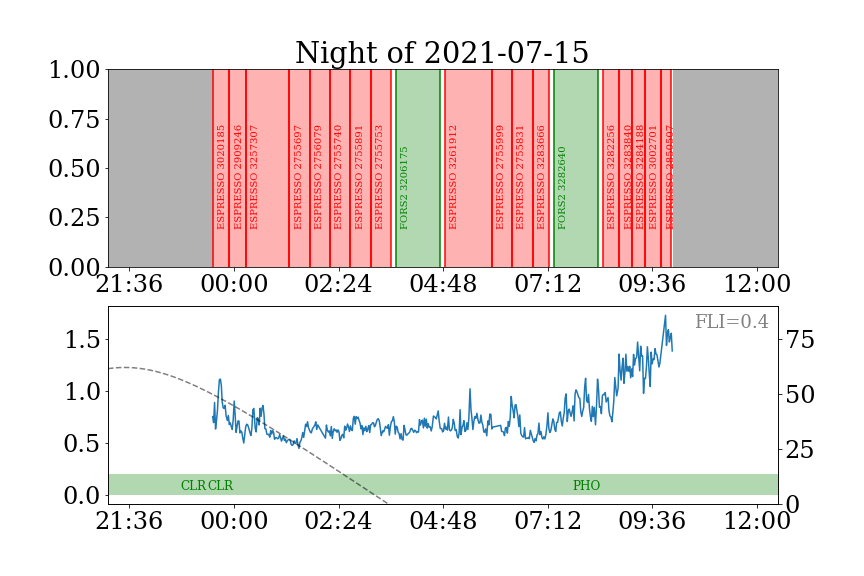 Night of 2021-07-15
1.00
0.75
0.50
0.25
0.00
ESPRESSO 3020185
ESPRESSO 2909246
ESPRESSO 3257307
ESPRESSO 2755697
ESPRESSO 2756079
ESPRESSO 2755740
ESPRESSO 2755891
ESPRESSO 2755753
FORS2 3206175
ESPRESSO 3261912
ESPRESSO 2755999
ESPRESSO 2755831
ESPRESSO 3283666
FORS2 3282640
ESPRESSO 3282256
ESPRESSO 3283840
ESPRESSO 3284188
ESPRESSO 3002701
ESPRESSO 2850507
21:36 00:00 02:24 04:48 07:12 09:36 12:00
FLI=0.4
1.5
1.0
0.5
0.0
75
50
25
0
CLR CLR PHO
21:36 00:00 02:24 04:48 07:12 09:36 12:00